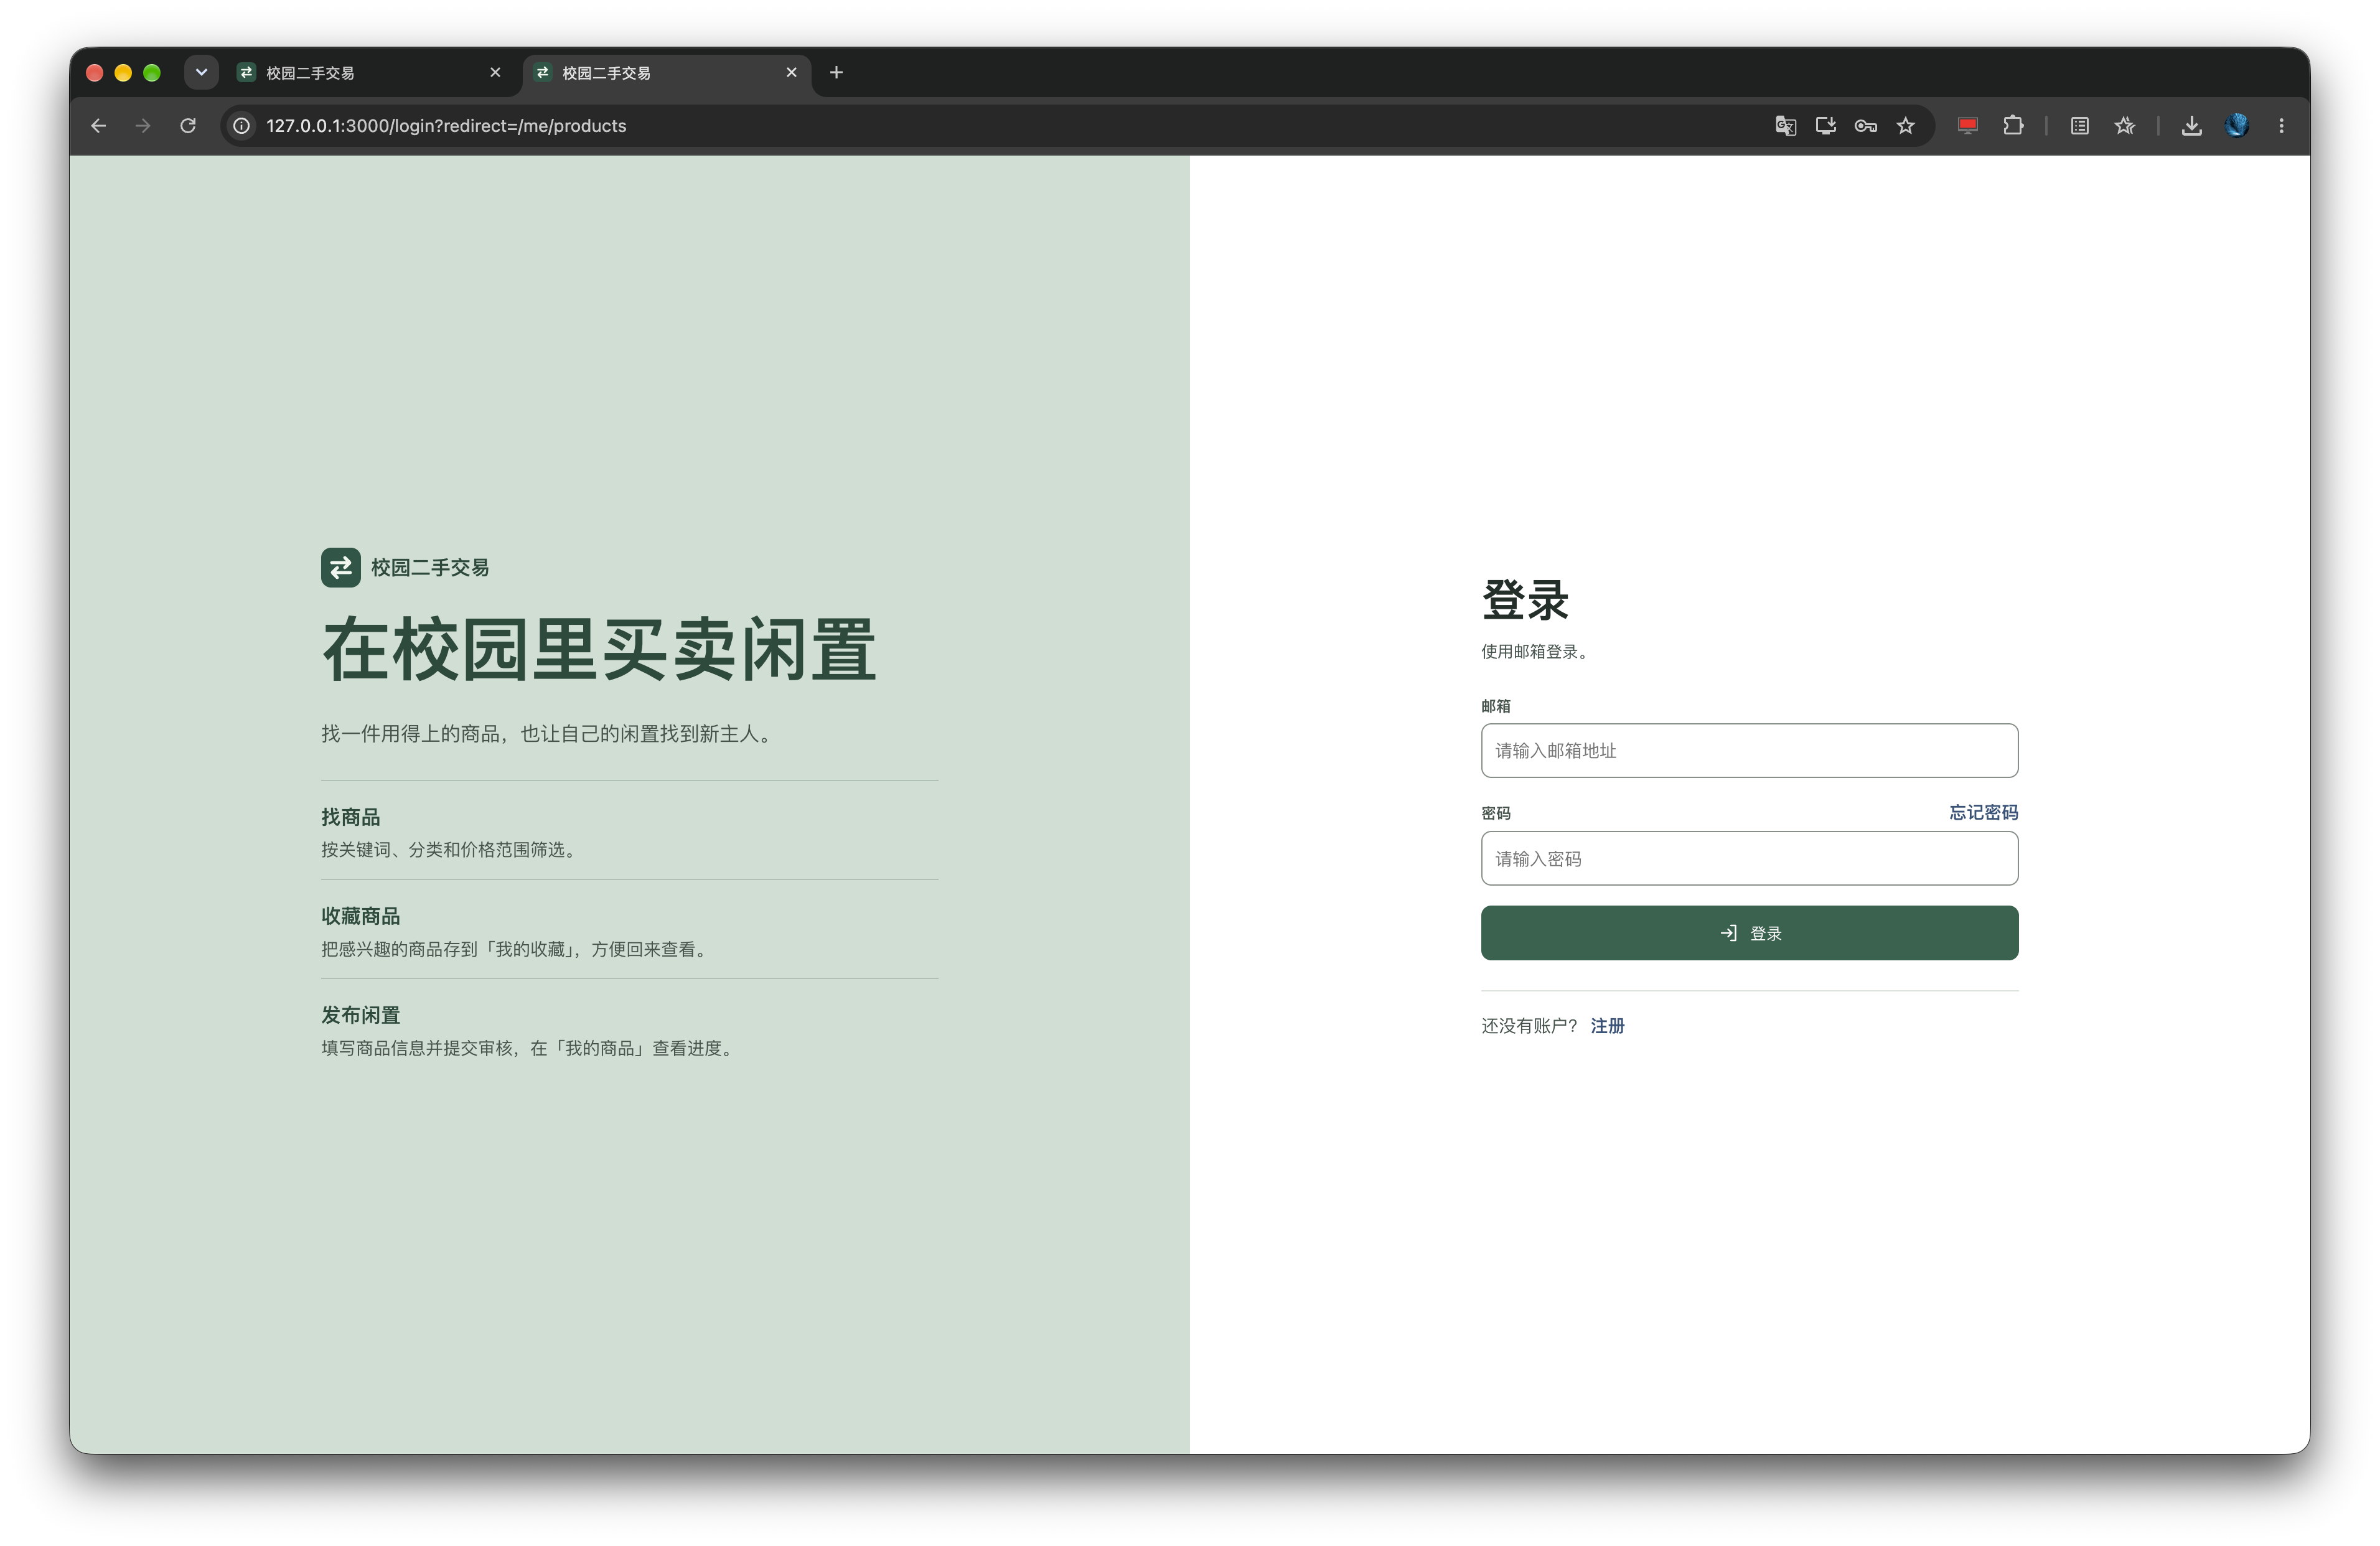 校园二手交易
校园二手交易
127.0.0.1:3000/login?redirect=/me/products
校园二手交易
在校园里买卖闲置
找一件用得上的商品，也让自己的闲置找到新主人。
找商品
按关键词、分类和价格范围筛选。
收藏商品
把感兴趣的商品存到「我的收藏」，方便回来查看。
发布闲置
填写商品信息并提交审核，在「我的商品」查看进度。
登录
使用邮箱登录。
邮箱
请输入邮箱地址
密码 忘记密码
请输入密码
登录
还没有账户？ 注册